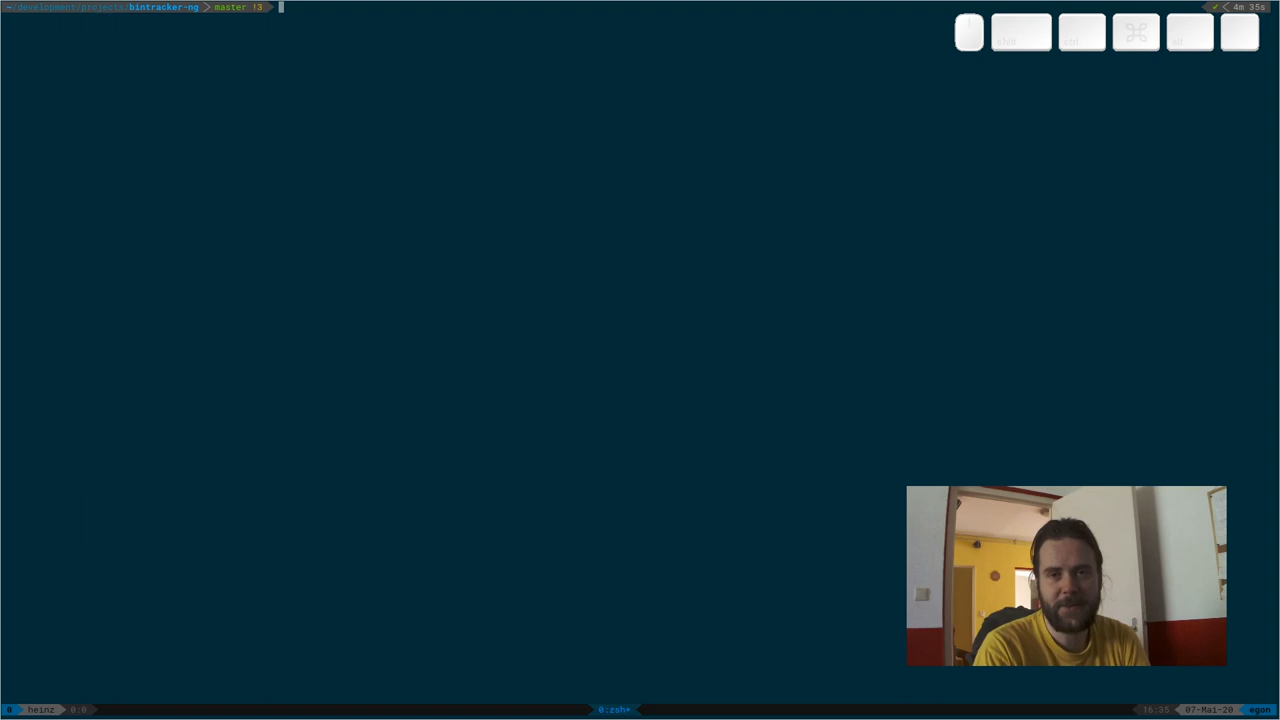 ~/development/projects/bintracker-ng master !3
✓ 4m 35s
shift ctrl ⌘ alt
0 heinz 0:0 0:zsh* 16:35 07-Mai-20 egon